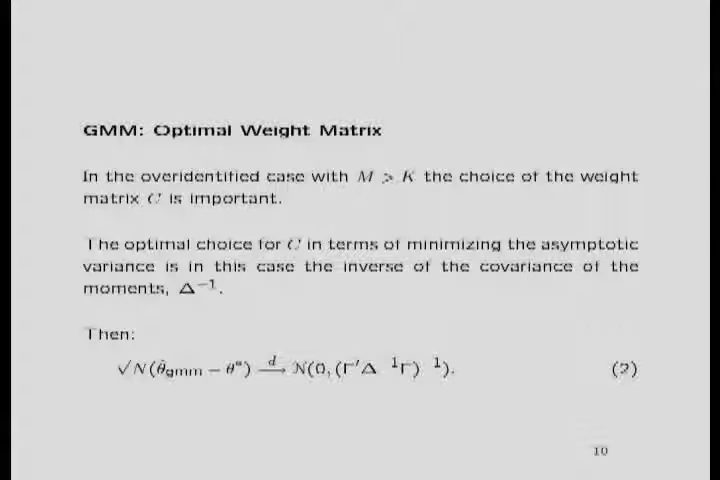 GMM: Optimal Weight Matrix
In the overidentified case with M > K the choice of the weight
matrix C is important.
The optimal choice for C in terms of minimizing the asymptotic
variance is in this case the inverse of the covariance of the
moments, Δ⁻¹.
Then:
√N(θ̂gmm − θ*) →ᵈ N(0, (Γ′Δ⁻¹Γ)⁻¹). (2)
10